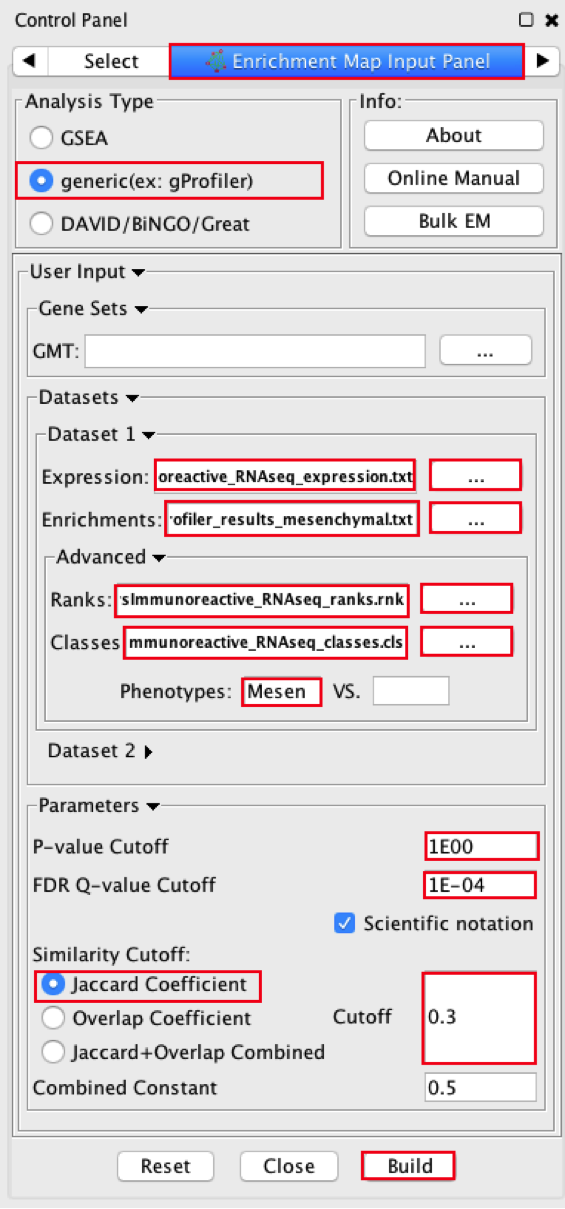 Control Panel
Select
Enrichment Map Input Panel
Analysis Type
GSEA
generic(ex: gProfiler)
DAVID/BiNGO/Great
Info:
About
Online Manual
Bulk EM
User Input
Gene Sets
GMT:
...
Datasets
Dataset 1
Expression: oreactive_RNAseq_expression.txt ...
Enrichments: rofiler_results_mesenchymal.txt ...
Advanced
Ranks: sImmunoreactive_RNAseq_ranks.rnk ...
Classes mmunoreactive_RNAseq_classes.cls ...
Phenotypes: Mesen VS.
Dataset 2
Parameters
P-value Cutoff 1E00
FDR Q-value Cutoff 1E-04
Scientific notation
Similarity Cutoff:
Jaccard Coefficient
Overlap Coefficient
Jaccard+Overlap Combined
Cutoff 0.3
Combined Constant 0.5
Reset Close Build